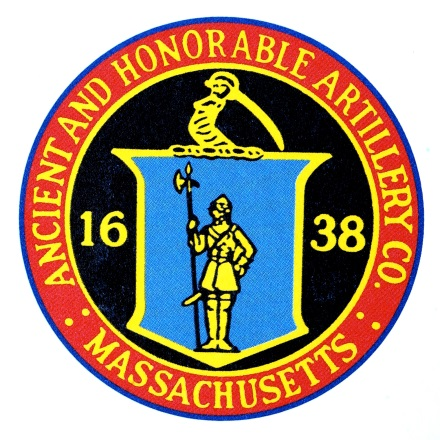 ANCIENT AND HONORABLE ARTILLERY CO.
16 38
MASSACHUSETTS